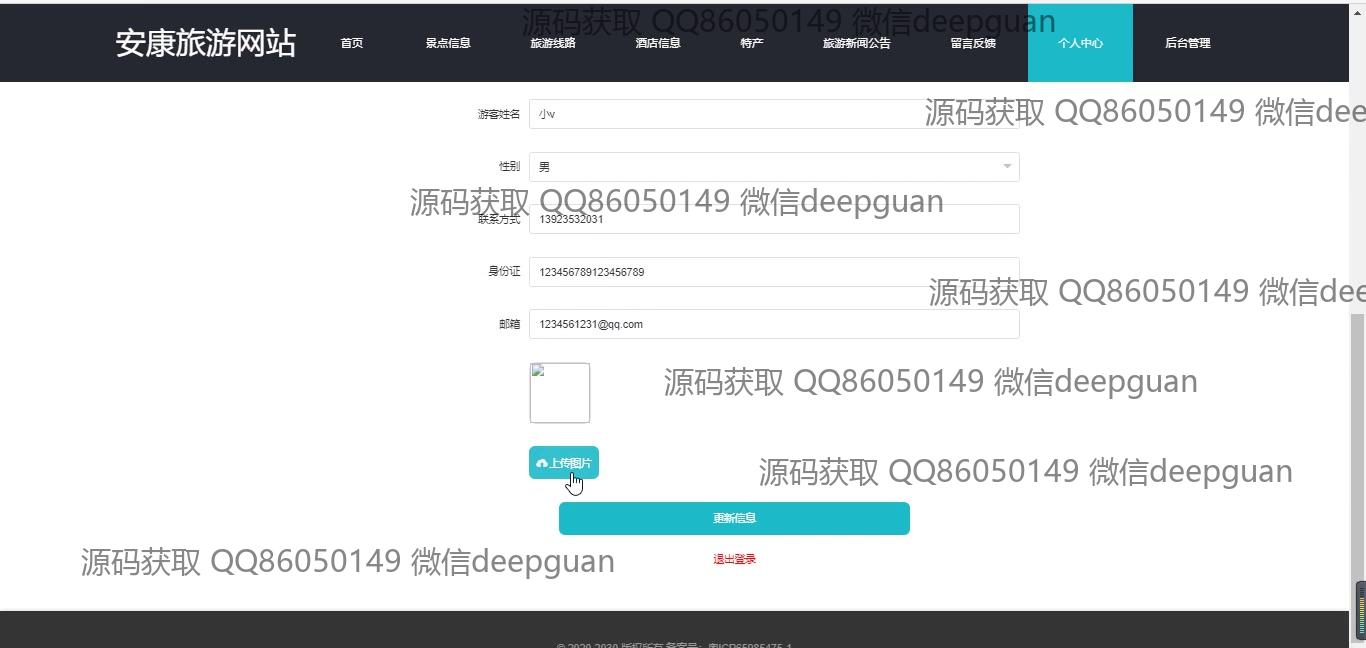 源码获取 QQ86050149 微信deepguan
安康旅游网站 首页 景点信息 旅游线路 酒店信息 特产 旅游新闻公告 留言反馈 个人中心 后台管理
源码获取 QQ86050149 微信dee
游客姓名 小v
性别 男
源码获取 QQ86050149 微信deepguan
联系方式 13923532031
身份证 123456789123456789
源码获取 QQ86050149 微信dee
邮箱 1234561231@qq.com
源码获取 QQ86050149 微信deepguan
上传图片
源码获取 QQ86050149 微信deepguan
更新信息
源码获取 QQ86050149 微信deepguan
退出登录